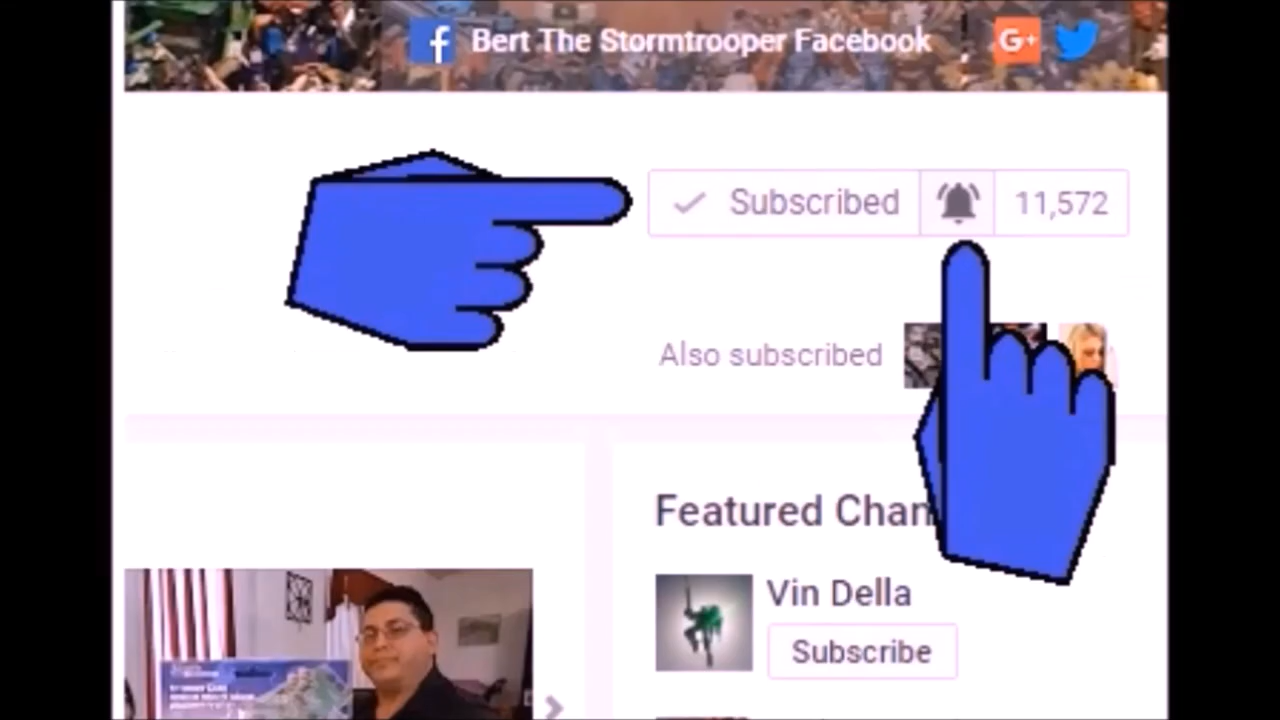 f Bert The Stormtrooper Facebook G+
Subscribed 11,572
Also subscribed
Featured Chan
Vin Della
Subscribe